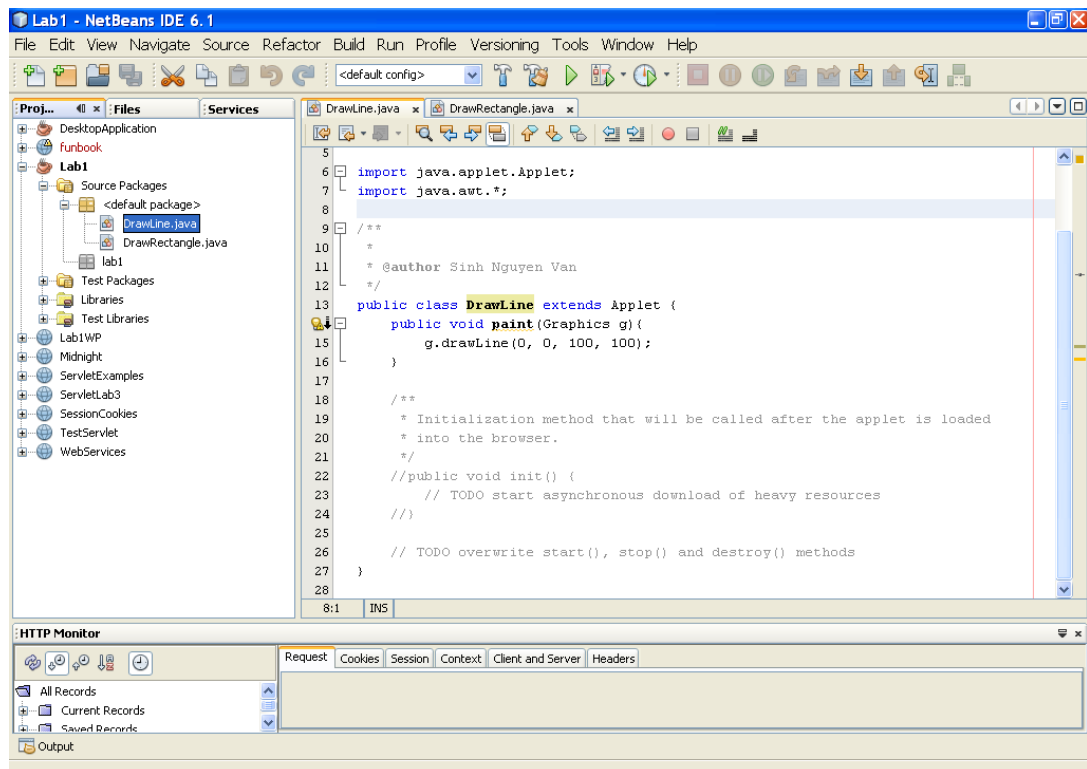 Lab1 - NetBeans IDE 6.1
File Edit View Navigate Source Refactor Build Run Profile Versioning Tools Window Help
<default config>
Proj... Files Services
DesktopApplication
funbook
Lab1
Source Packages
<default package>
DrawLine.java
DrawRectangle.java
lab1
Test Packages
Libraries
Test Libraries
Lab1WP
Midnight
ServletExamples
ServletLab3
SessionCookies
TestServlet
WebServices
DrawLine.java x DrawRectangle.java x
5
6 import java.applet.Applet;
7 import java.awt.*;
8
9 /**
10 *
11 * @author Sinh Nguyen Van
12 */
13 public class DrawLine extends Applet {
public void paint(Graphics g){
15 g.drawLine(0, 0, 100, 100);
16 }
17
18 /**
19 * Initialization method that will be called after the applet is loaded
20 * into the browser.
21 */
22 //public void init() {
23 // TODO start asynchronous download of heavy resources
24 //}
25
26 // TODO overwrite start(), stop() and destroy() methods
27 }
28
8:1 INS
HTTP Monitor
All Records
Current Records
Saved Records
Request Cookies Session Context Client and Server Headers
Output